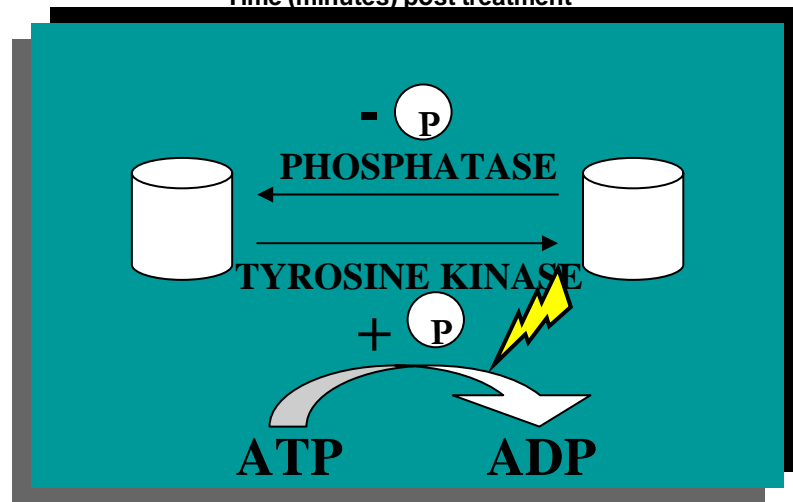 Time (minutes) post treatment
- P
PHOSPHATASE
TYROSINE KINASE
+ P
ATP ADP